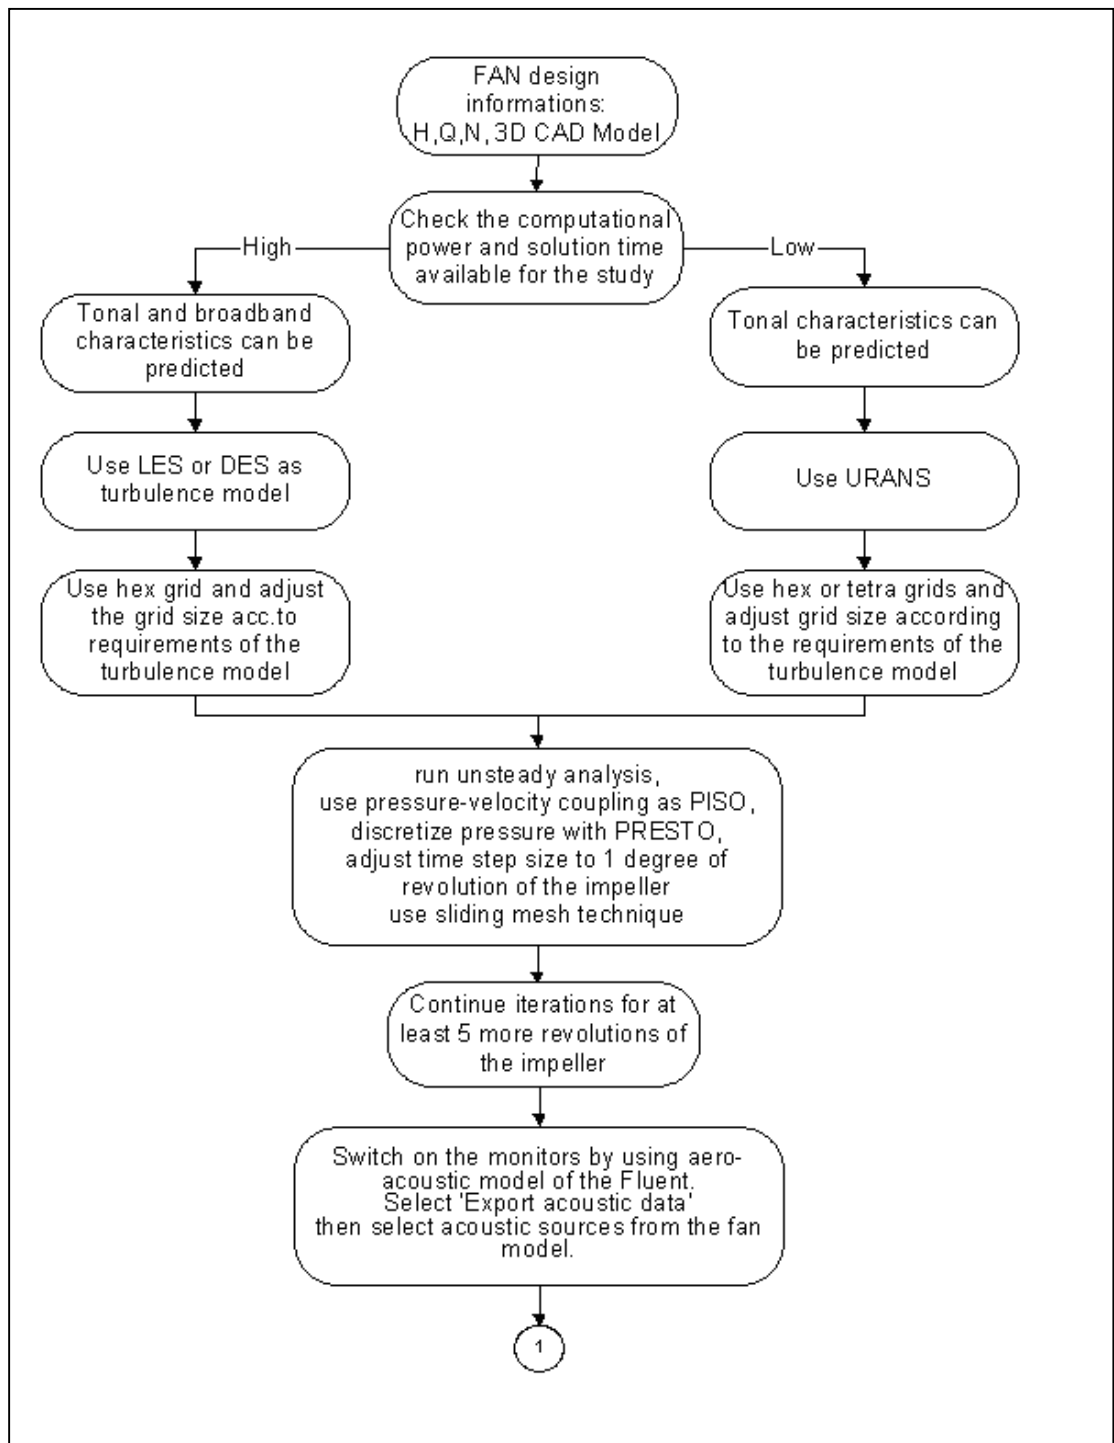 FAN design
informations:
H,Q,N, 3D CAD Model
Check the computational
power and solution time
available for the study
High
Low
Tonal and broadband
characteristics can be
predicted
Tonal characteristics can
be predicted
Use LES or DES as
turbulence model
Use URANS
Use hex grid and adjust
the grid size acc.to
requirements of the
turbulence model
Use hex or tetra grids and
adjust grid size according
to the requirements of the
turbulence model
run unsteady analysis,
use pressure-velocity coupling as PISO,
discretize pressure with PRESTO,
adjust time step size to 1 degree of
revolution of the impeller
use sliding mesh technique
Continue iterations for at
least 5 more revolutions of
the impeller
Switch on the monitors by using aero-
acoustic model of the Fluent.
Select 'Export acoustic data'
then select acoustic sources from the fan
model.
1